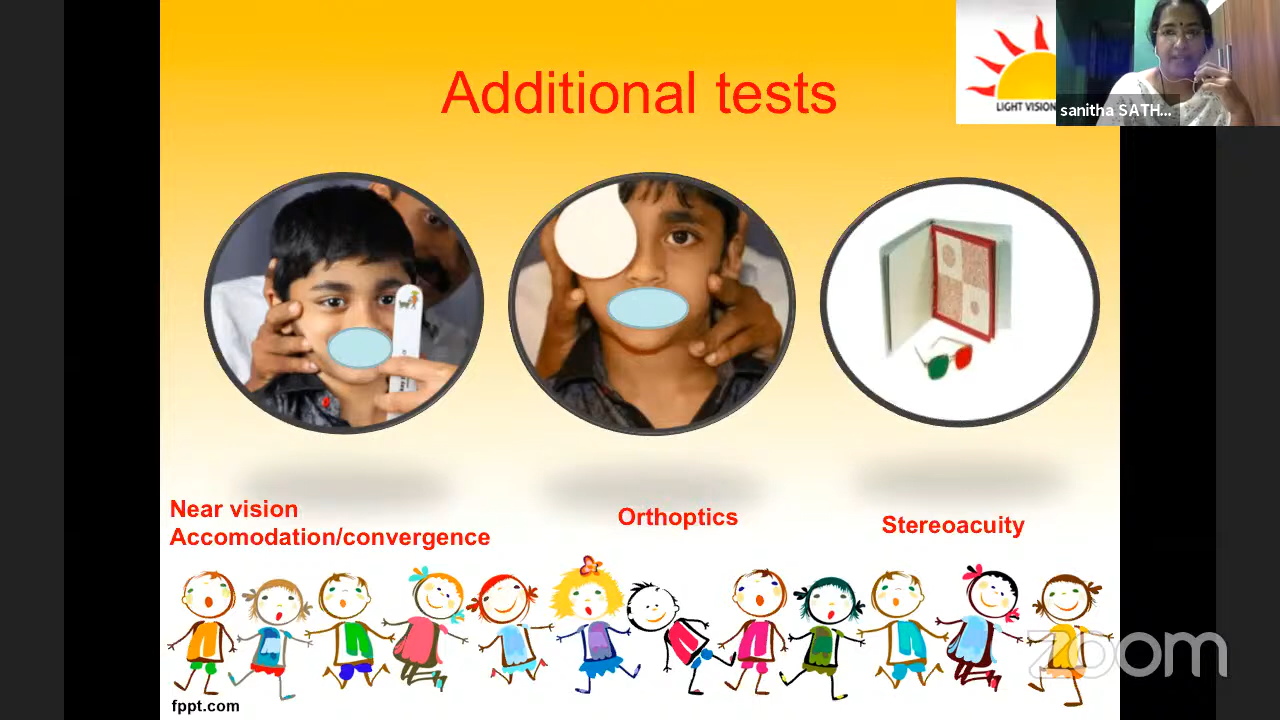 Additional tests
LIGHT VISION
sanitha SATH...
Near vision
Accomodation/convergence
Orthoptics
Stereoacuity
zoom
fppt.com